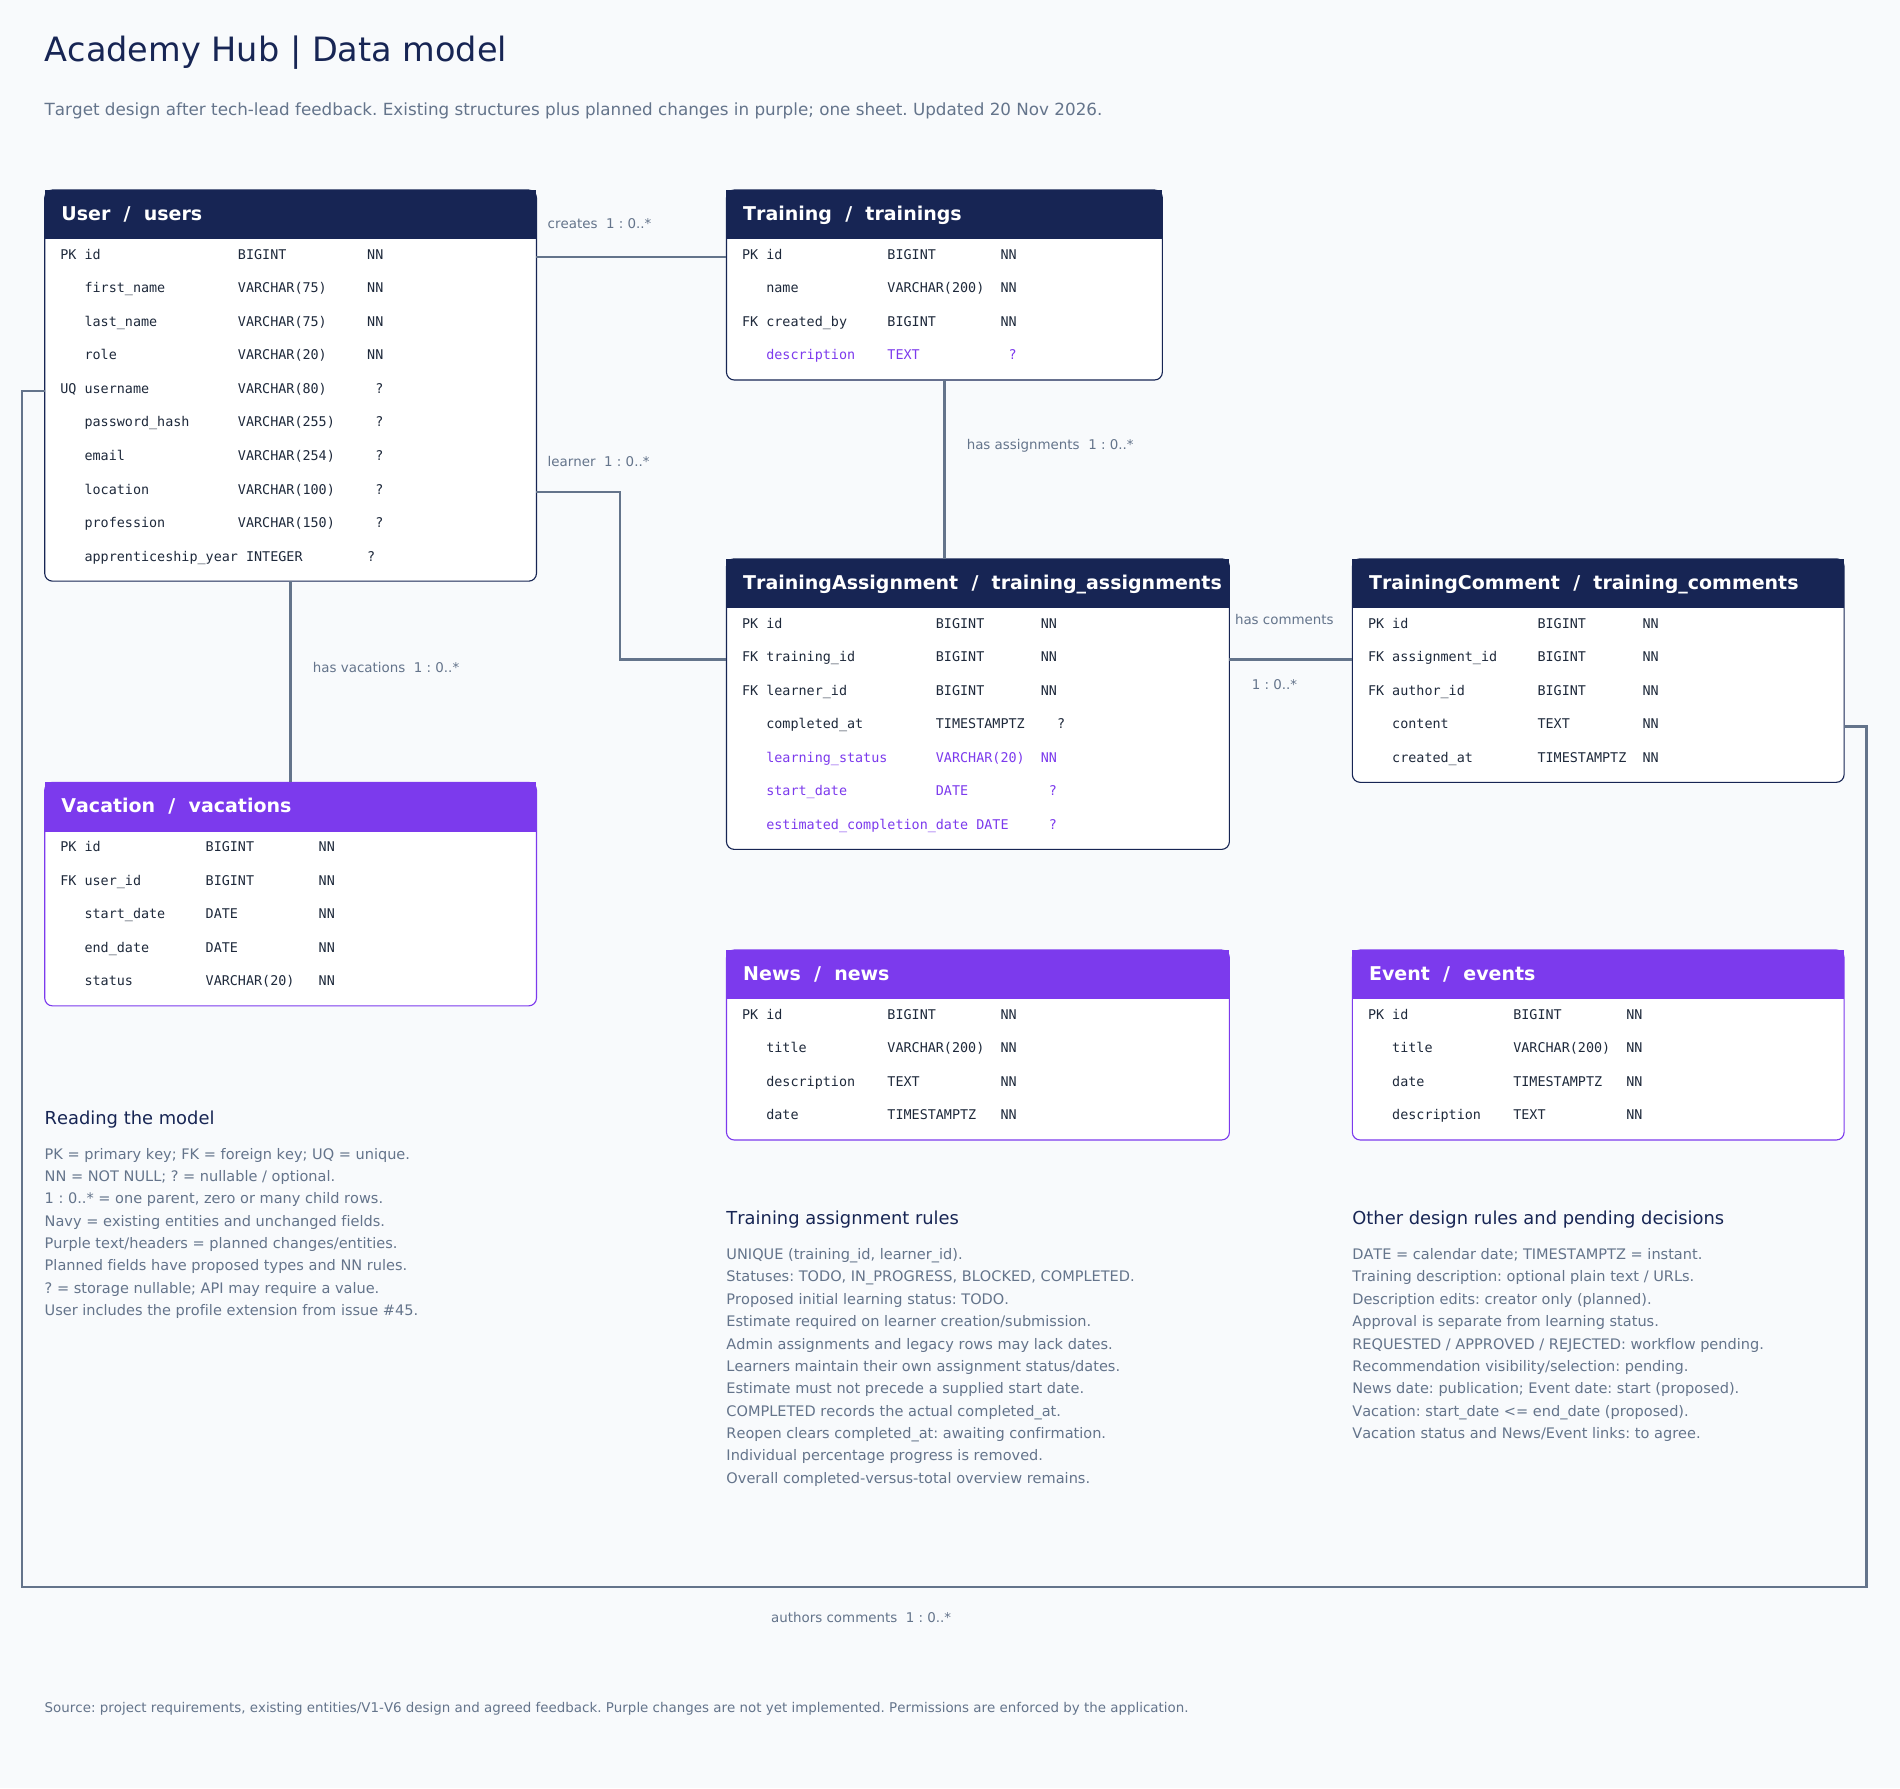 Academy Hub | Data model
Target design after tech-lead feedback. Existing structures plus planned changes in purple; one sheet. Updated 20 Nov 2026.
User / users
PK id BIGINT NN
first_name VARCHAR(75) NN
last_name VARCHAR(75) NN
role VARCHAR(20) NN
UQ username VARCHAR(80) ?
password_hash VARCHAR(255) ?
email VARCHAR(254) ?
location VARCHAR(100) ?
profession VARCHAR(150) ?
apprenticeship_year INTEGER ?
creates 1 : 0..*
Training / trainings
PK id BIGINT NN
name VARCHAR(200) NN
FK created_by BIGINT NN
description TEXT ?
has assignments 1 : 0..*
learner 1 : 0..*
TrainingAssignment / training_assignments
PK id BIGINT NN
FK training_id BIGINT NN
FK learner_id BIGINT NN
completed_at TIMESTAMPTZ ?
learning_status VARCHAR(20) NN
start_date DATE ?
estimated_completion_date DATE ?
has comments
1 : 0..*
TrainingComment / training_comments
PK id BIGINT NN
FK assignment_id BIGINT NN
FK author_id BIGINT NN
content TEXT NN
created_at TIMESTAMPTZ NN
has vacations 1 : 0..*
Vacation / vacations
PK id BIGINT NN
FK user_id BIGINT NN
start_date DATE NN
end_date DATE NN
status VARCHAR(20) NN
News / news
PK id BIGINT NN
title VARCHAR(200) NN
description TEXT NN
date TIMESTAMPTZ NN
Event / events
PK id BIGINT NN
title VARCHAR(200) NN
date TIMESTAMPTZ NN
description TEXT NN
Reading the model
PK = primary key; FK = foreign key; UQ = unique.
NN = NOT NULL; ? = nullable / optional.
1 : 0..* = one parent, zero or many child rows.
Navy = existing entities and unchanged fields.
Purple text/headers = planned changes/entities.
Planned fields have proposed types and NN rules.
? = storage nullable; API may require a value.
User includes the profile extension from issue #45.
Training assignment rules
UNIQUE (training_id, learner_id).
Statuses: TODO, IN_PROGRESS, BLOCKED, COMPLETED.
Proposed initial learning status: TODO.
Estimate required on learner creation/submission.
Admin assignments and legacy rows may lack dates.
Learners maintain their own assignment status/dates.
Estimate must not precede a supplied start date.
COMPLETED records the actual completed_at.
Reopen clears completed_at: awaiting confirmation.
Individual percentage progress is removed.
Overall completed-versus-total overview remains.
Other design rules and pending decisions
DATE = calendar date; TIMESTAMPTZ = instant.
Training description: optional plain text / URLs.
Description edits: creator only (planned).
Approval is separate from learning status.
REQUESTED / APPROVED / REJECTED: workflow pending.
Recommendation visibility/selection: pending.
News date: publication; Event date: start (proposed).
Vacation: start_date <= end_date (proposed).
Vacation status and News/Event links: to agree.
authors comments 1 : 0..*
Source: project requirements, existing entities/V1-V6 design and agreed feedback. Purple changes are not yet implemented. Permissions are enforced by the application.